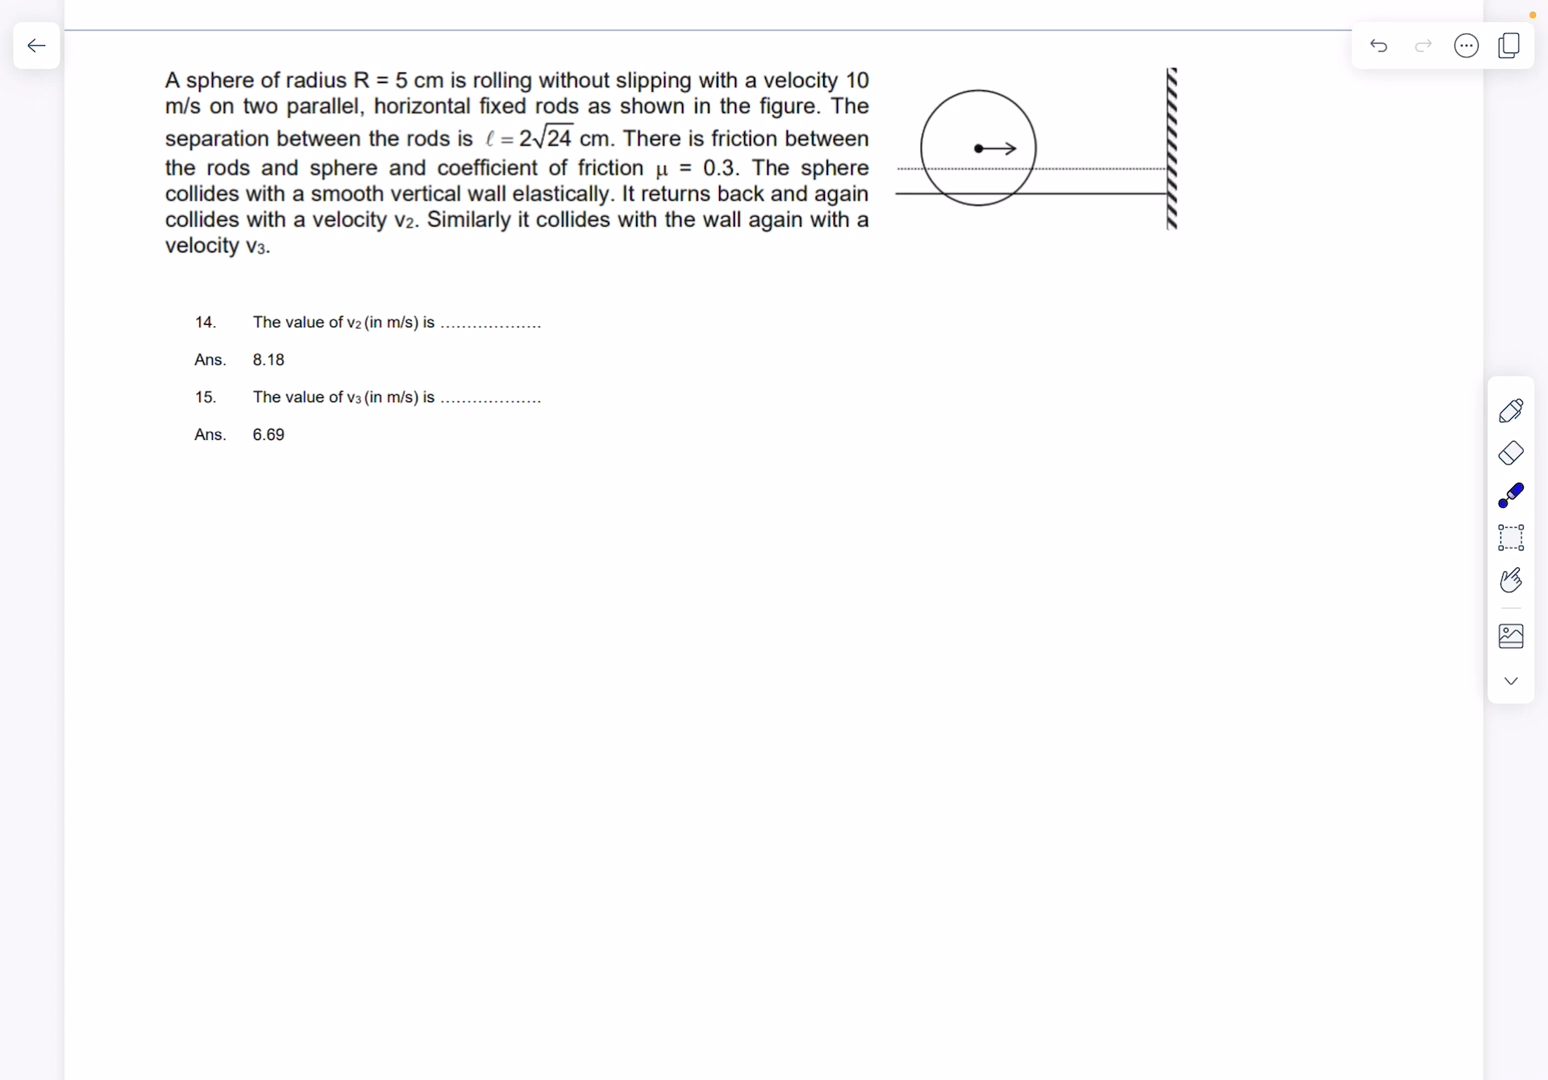 A sphere of radius R = 5 cm is rolling without slipping with a velocity 10
m/s on two parallel, horizontal fixed rods as shown in the figure. The
separation between the rods is ℓ = 2√24 cm. There is friction between
the rods and sphere and coefficient of friction μ = 0.3. The sphere
collides with a smooth vertical wall elastically. It returns back and again
collides with a velocity v₂. Similarly it collides with the wall again with a
velocity v₃.
14. The value of v₂ (in m/s) is ...................
Ans. 8.18
15. The value of v₃ (in m/s) is ...................
Ans. 6.69